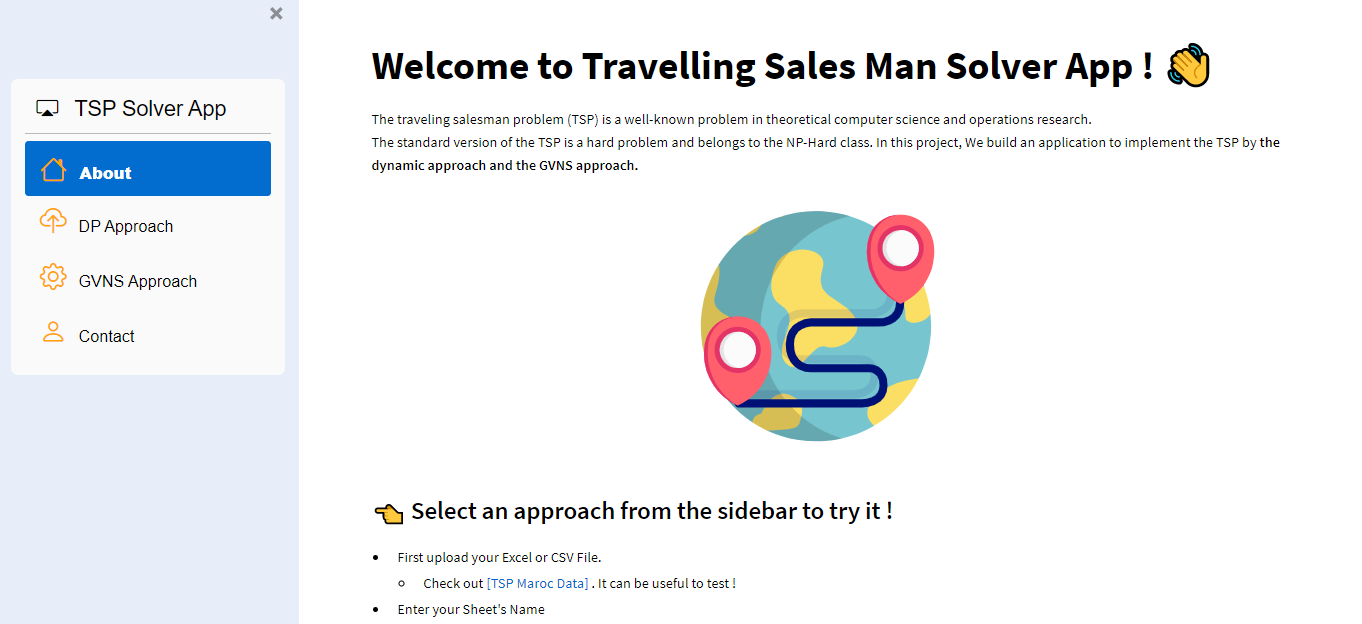 TSP Solver App
About
DP Approach
GVNS Approach
Contact
Welcome to Travelling Sales Man Solver App ! 👋
The traveling salesman problem (TSP) is a well-known problem in theoretical computer science and operations research.
The standard version of the TSP is a hard problem and belongs to the NP-Hard class. In this project, We build an application to implement the TSP by the
dynamic approach and the GVNS approach.
👈 Select an approach from the sidebar to try it !
First upload your Excel or CSV File.
Check out [TSP Maroc Data] . It can be useful to test !
Enter your Sheet's Name